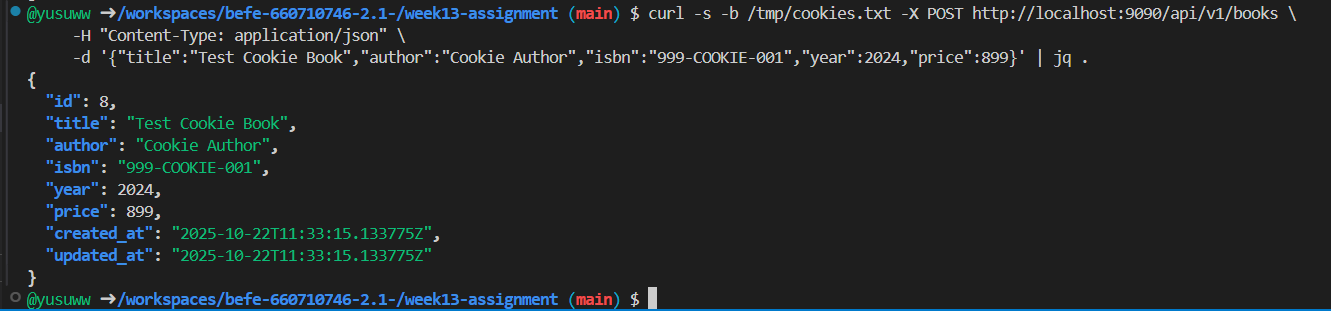 @yusuww ➜/workspaces/befe-660710746-2.1-/week13-assignment (main) $ curl -s -b /tmp/cookies.txt -X POST http://localhost:9090/api/v1/books \
     -H "Content-Type: application/json" \
     -d '{"title":"Test Cookie Book","author":"Cookie Author","isbn":"999-COOKIE-001","year":2024,"price":899}' | jq .
{
  "id": 8,
  "title": "Test Cookie Book",
  "author": "Cookie Author",
  "isbn": "999-COOKIE-001",
  "year": 2024,
  "price": 899,
  "created_at": "2025-10-22T11:33:15.133775Z",
  "updated_at": "2025-10-22T11:33:15.133775Z"
}
@yusuww ➜/workspaces/befe-660710746-2.1-/week13-assignment (main) $